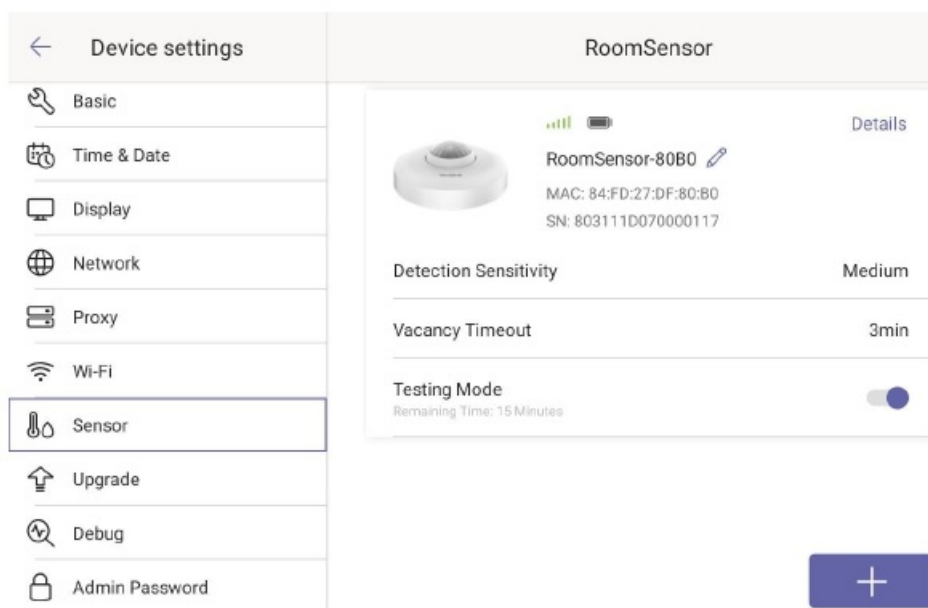 Device settings
RoomSensor
Basic
Time & Date
Display
Network
Proxy
Wi-Fi
Sensor
Upgrade
Debug
Admin Password
Details
RoomSensor-80B0
MAC: 84:FD:27:DF:80:B0
SN: 803111D070000117
Detection Sensitivity Medium
Vacancy Timeout 3min
Testing Mode
Remaining Time: 15 Minutes